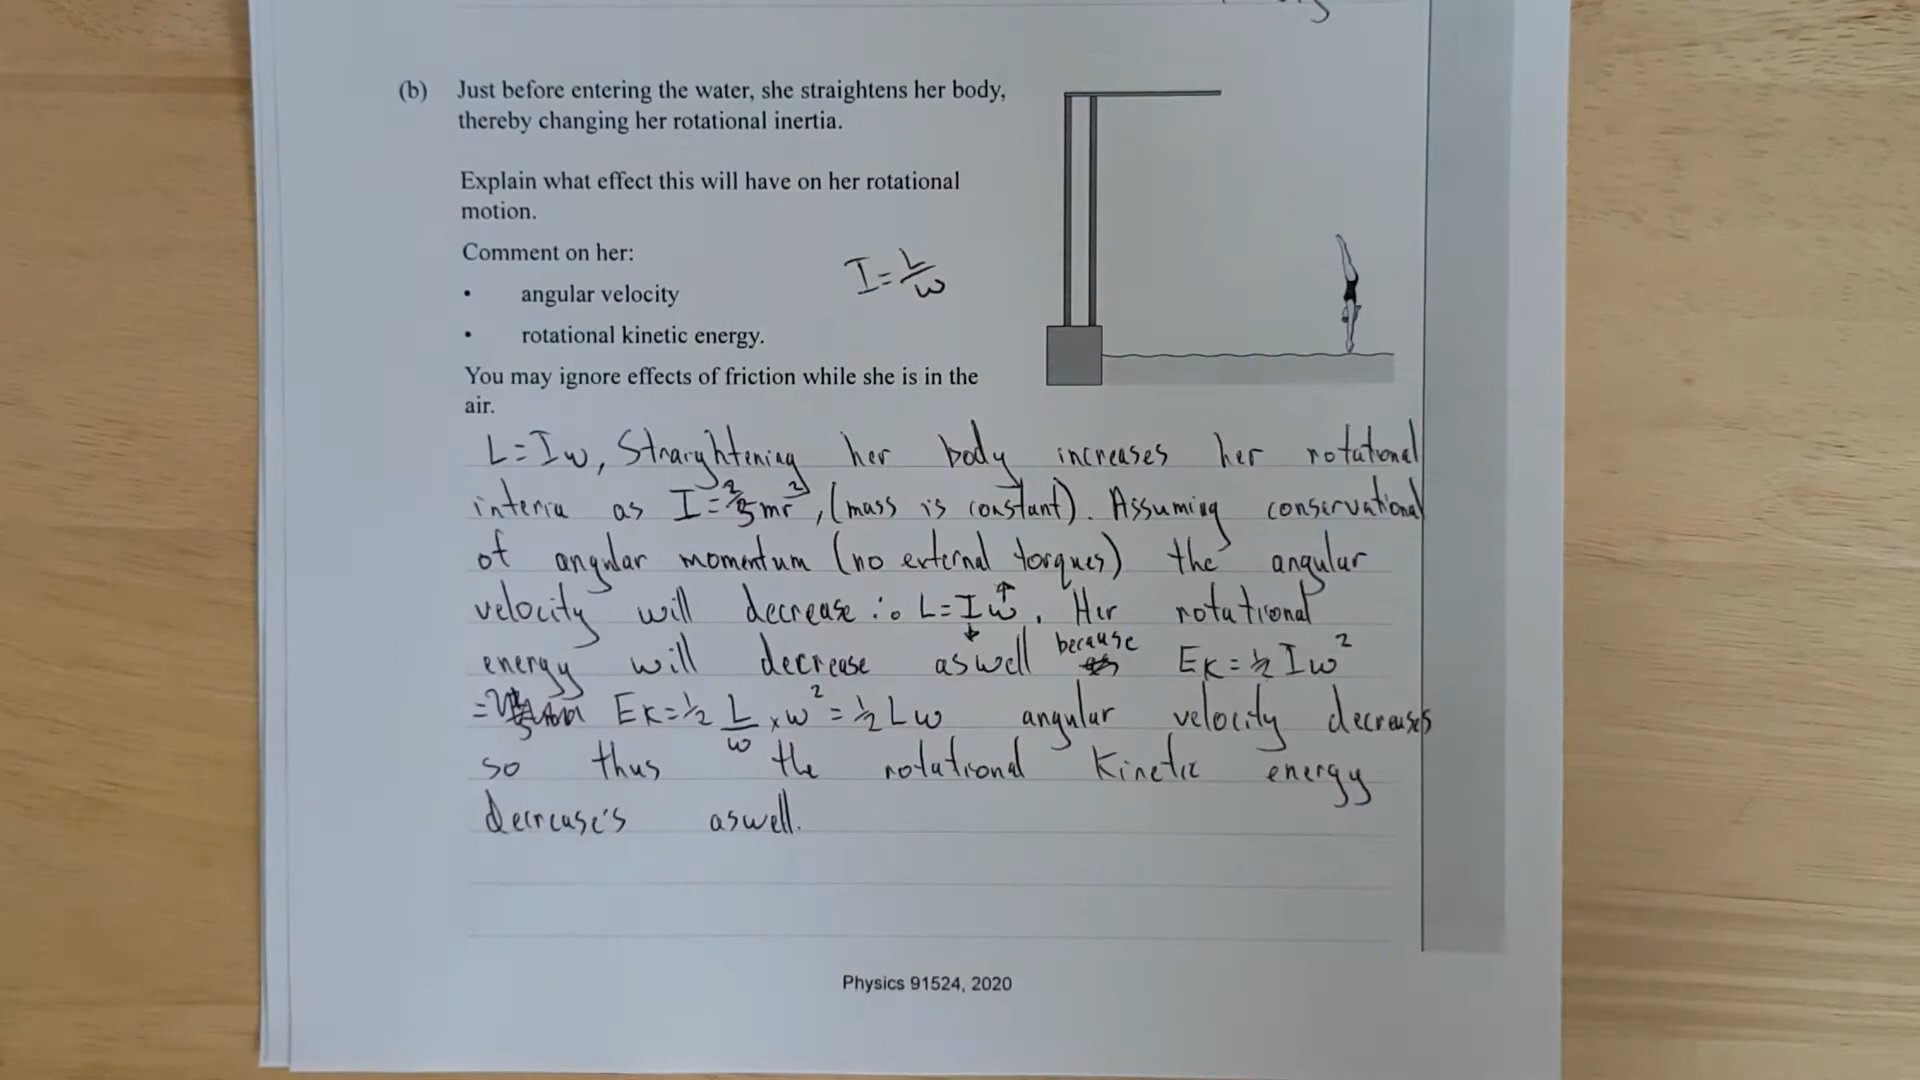 (b) Just before entering the water, she straightens her body,
thereby changing her rotational inertia.
Explain what effect this will have on her rotational
motion.
Comment on her:
• angular velocity
I = L/ω
• rotational kinetic energy.
You may ignore effects of friction while she is in the
air.
L=Iω, Straightening her body increases her rotational
interia as I = 2/5mr², (mass is constant). Assuming conservational
of angular momentum (no external torques) the angular
velocity will decrease ∴ L=Iω. Her rotational
energy will decrease aswell because EK = ½ Iω²
= EK=½ L/ω × ω² = ½ Lω angular velocity decreases
so thus the rotational Kinetic energy
decrease's aswell.
Physics 91524, 2020